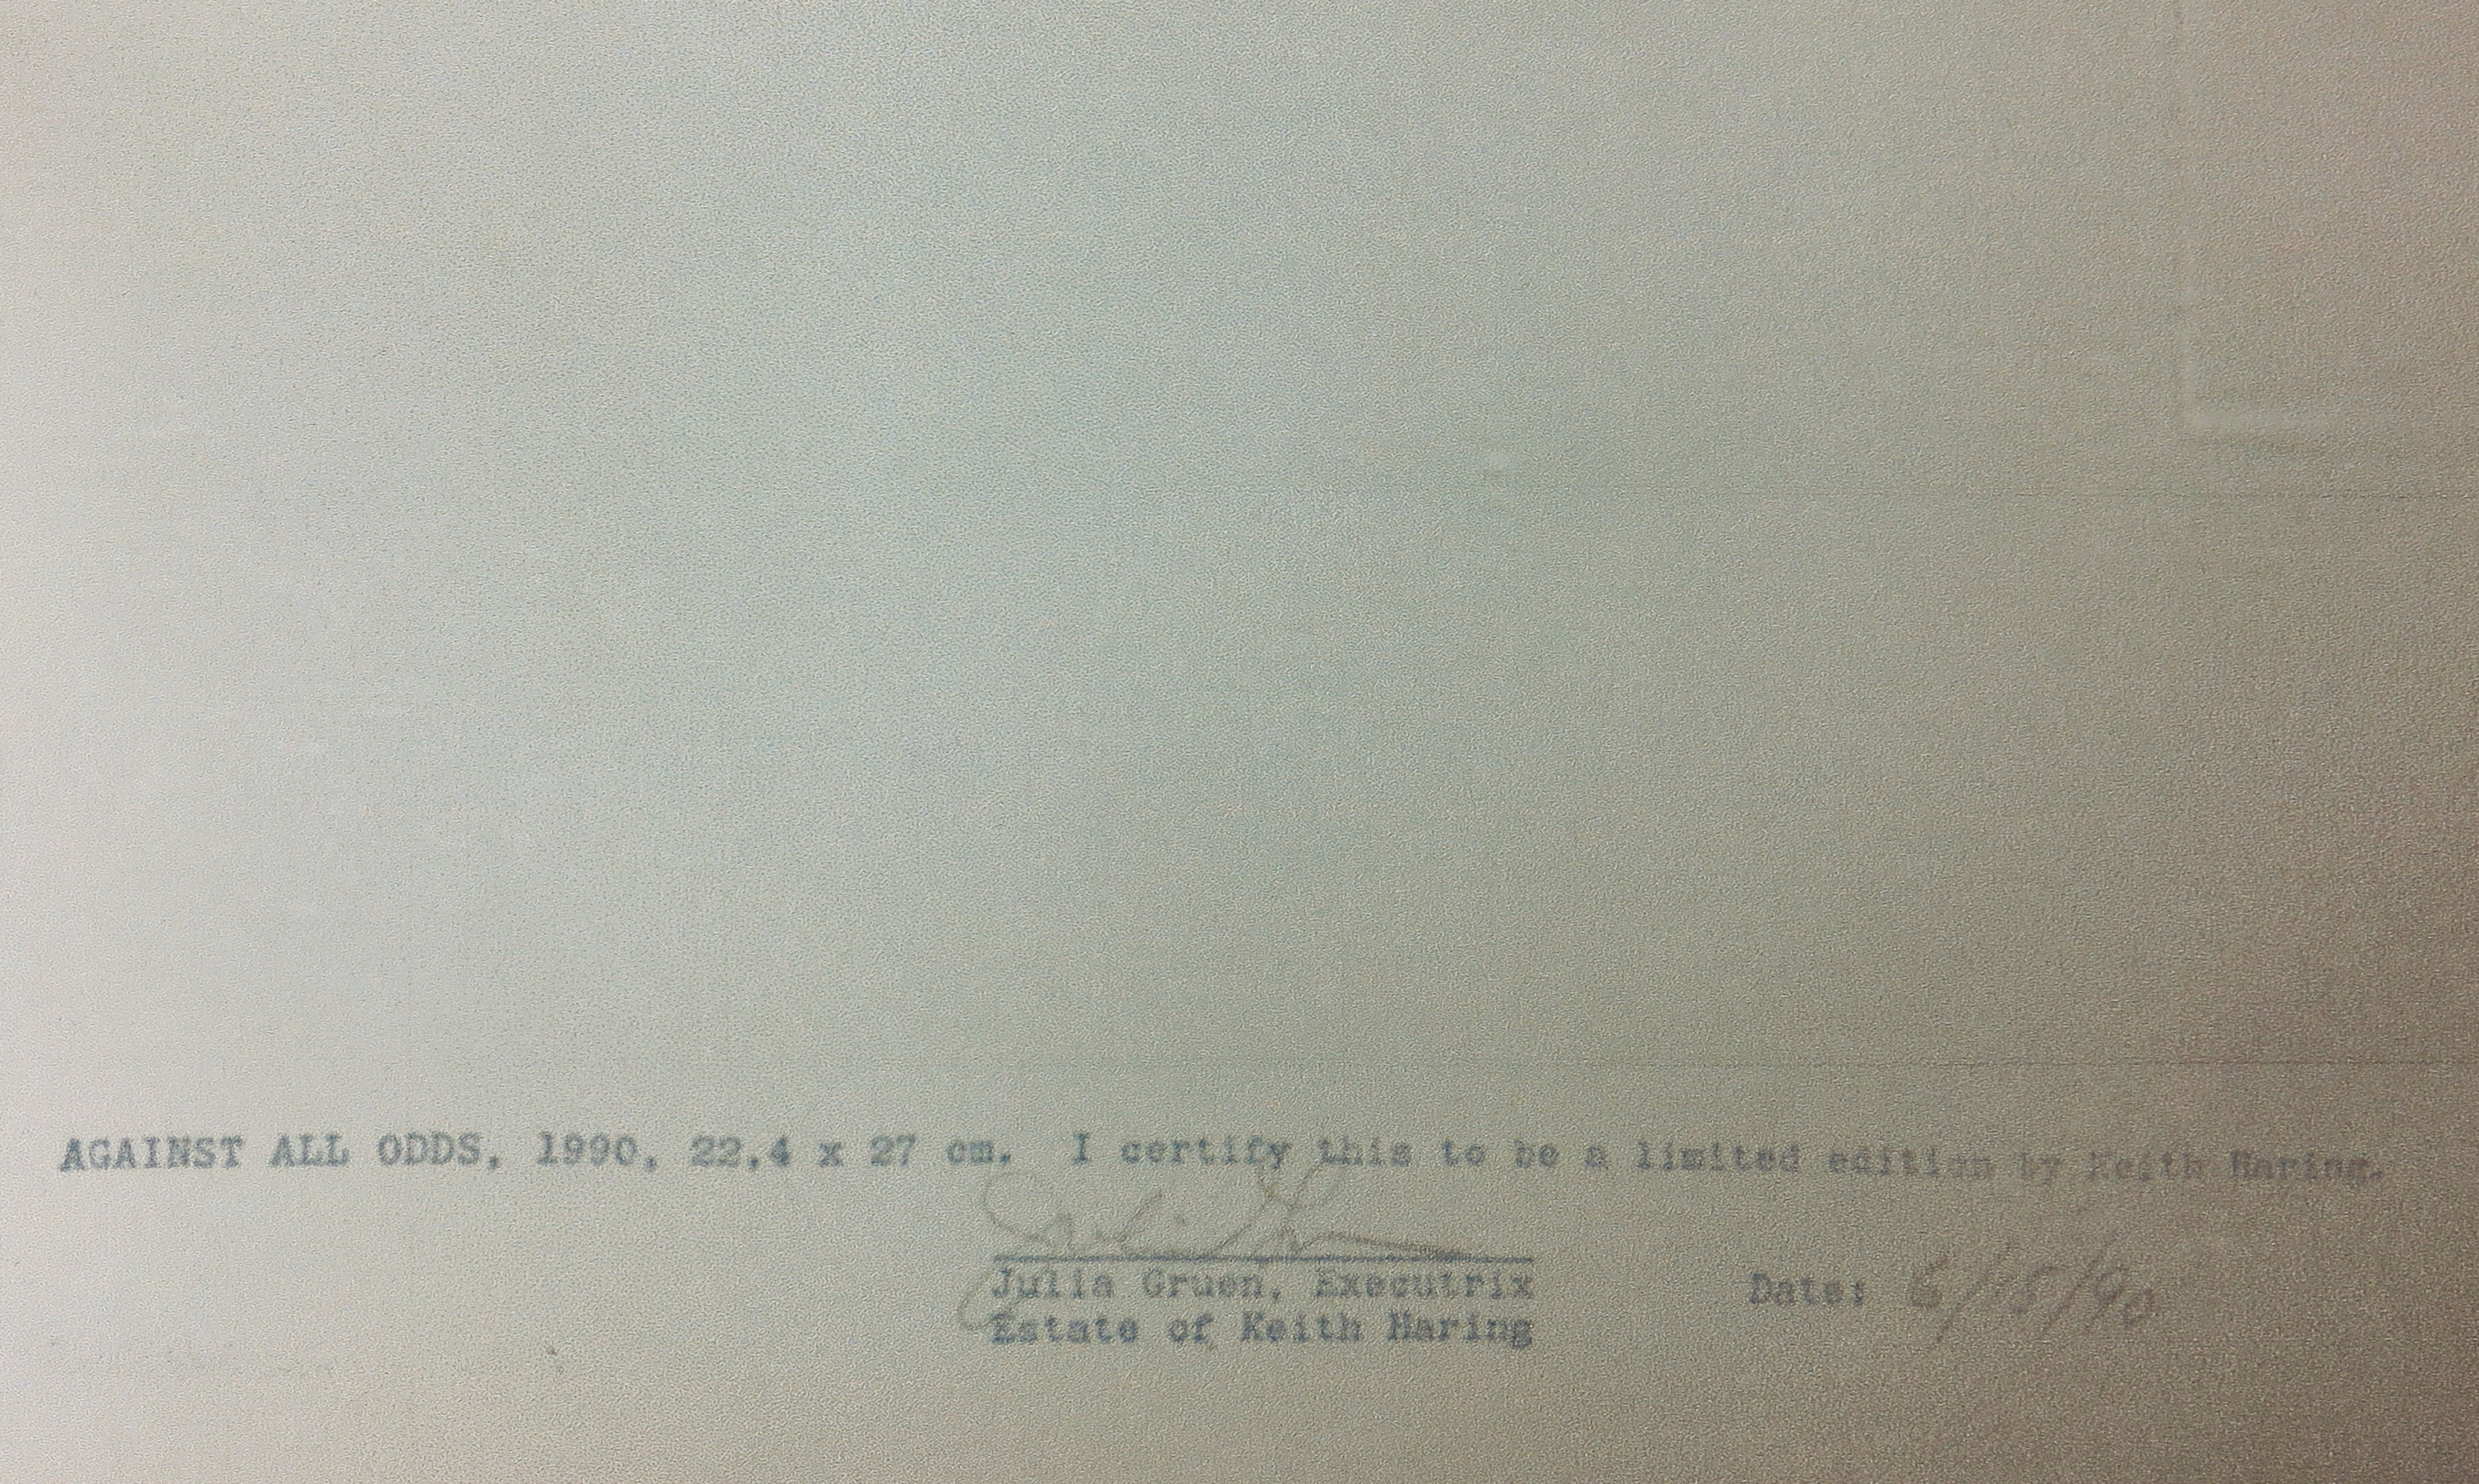 AGAINST ALL ODDS, 1990, 22,4 x 27 cm. I certify this to be a limited edition by Keith Haring.
Julia Gruen, Executrix
Estate of Keith Haring
Date: 6/15/90